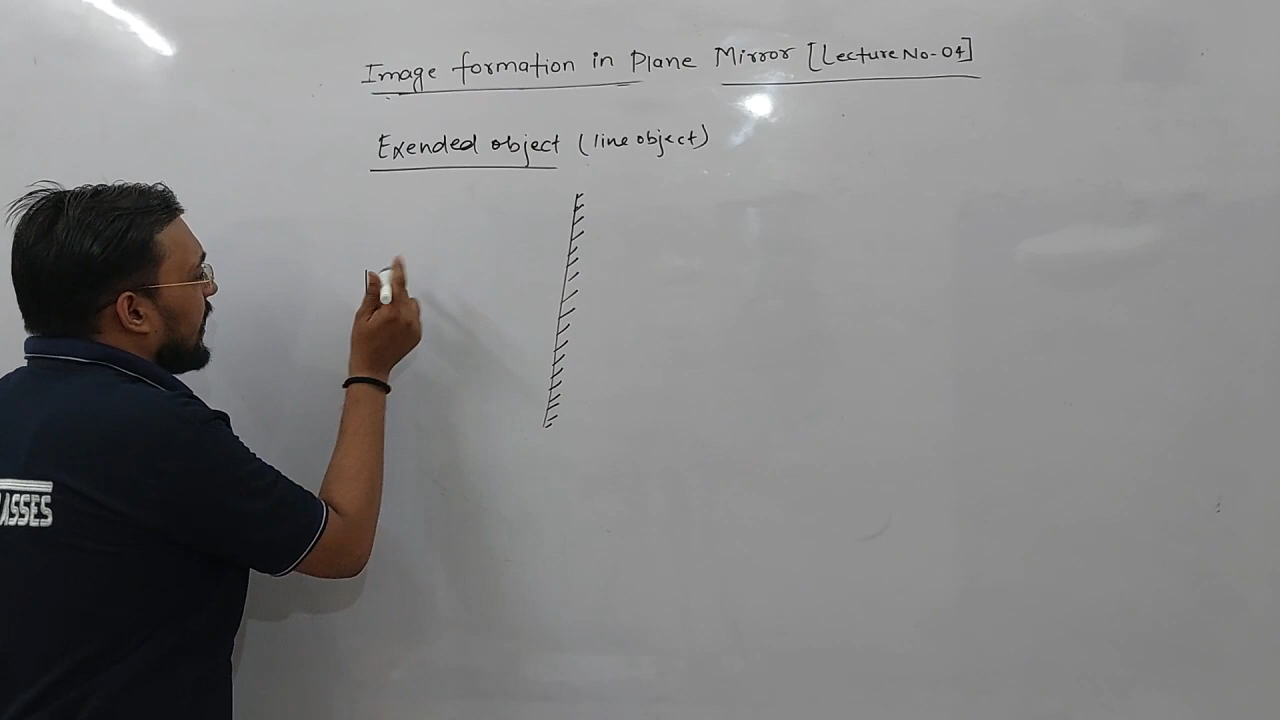 Image formation in Plane Mirror [Lecture No-04]
Exended object (line object)
ASSES